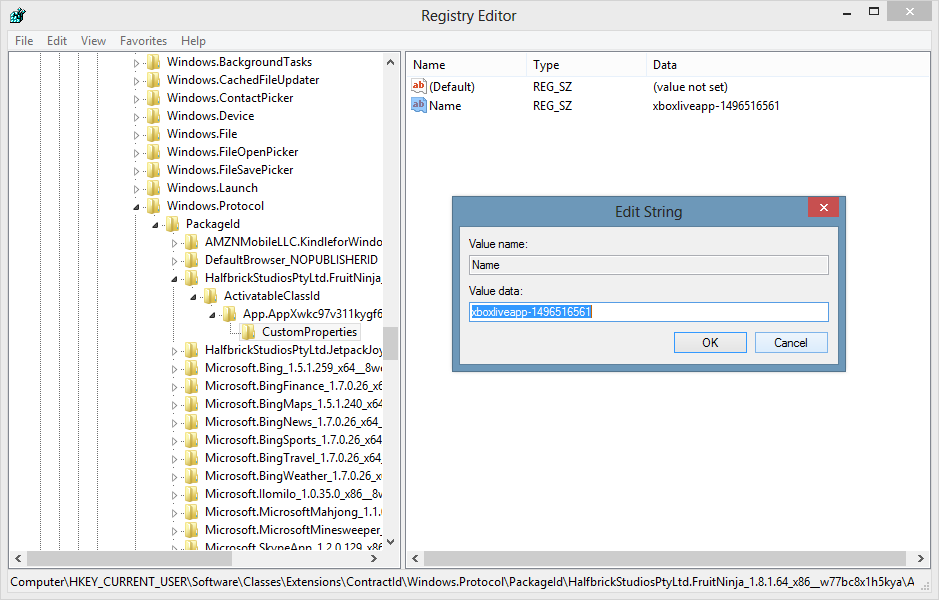 Registry Editor
File Edit View Favorites Help
Windows.BackgroundTasks
Windows.CachedFileUpdater
Windows.ContactPicker
Windows.Device
Windows.File
Windows.FileOpenPicker
Windows.FileSavePicker
Windows.Launch
Windows.Protocol
PackageId
AMZNMobileLLC.KindleforWindo
DefaultBrowser_NOPUBLISHERID
HalfbrickStudiosPtyLtd.FruitNinja_
ActivatableClassId
App.AppXwkc97v311kygf6
CustomProperties
HalfbrickStudiosPtyLtd.JetpackJoy
Microsoft.Bing_1.5.1.259_x64__8we
Microsoft.BingFinance_1.7.0.26_x6
Microsoft.BingMaps_1.5.1.240_x64
Microsoft.BingNews_1.7.0.26_x64_
Microsoft.BingSports_1.7.0.26_x64
Microsoft.BingTravel_1.7.0.26_x64_
Microsoft.BingWeather_1.7.0.26_x
Microsoft.Ilomilo_1.0.35.0_x86__8w
Microsoft.MicrosoftMahjong_1.1.
Microsoft.MicrosoftMinesweeper_
Microsoft.SkypeApp_1.2.0.129_x86
Name Type Data
ab (Default) REG_SZ (value not set)
ab Name REG_SZ xboxliveapp-1496516561
Edit String
Value name:
Name
Value data:
xboxliveapp-1496516561
OK Cancel
Computer\HKEY_CURRENT_USER\Software\Classes\Extensions\ContractId\Windows.Protocol\PackageId\HalfbrickStudiosPtyLtd.FruitNinja_1.8.1.64_x86__w77bc8x1h5kya\A